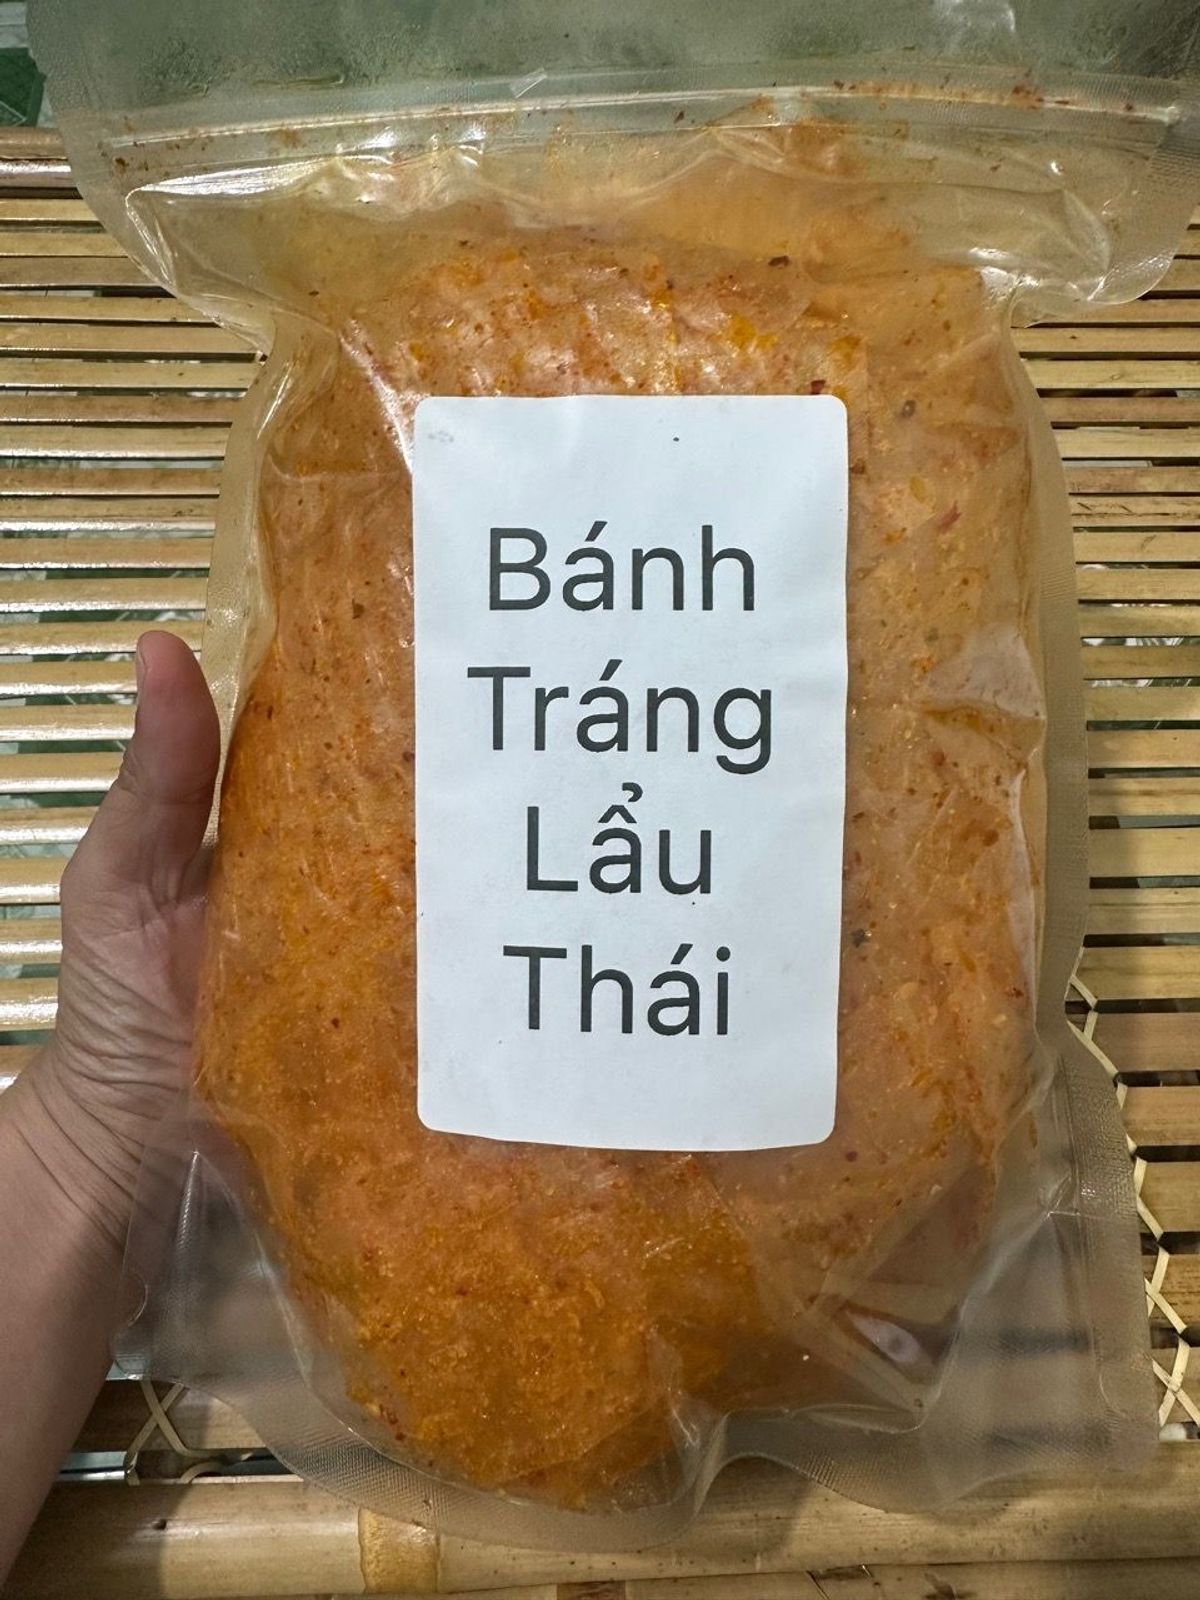 Bánh
Tráng
Lẩu
Thái